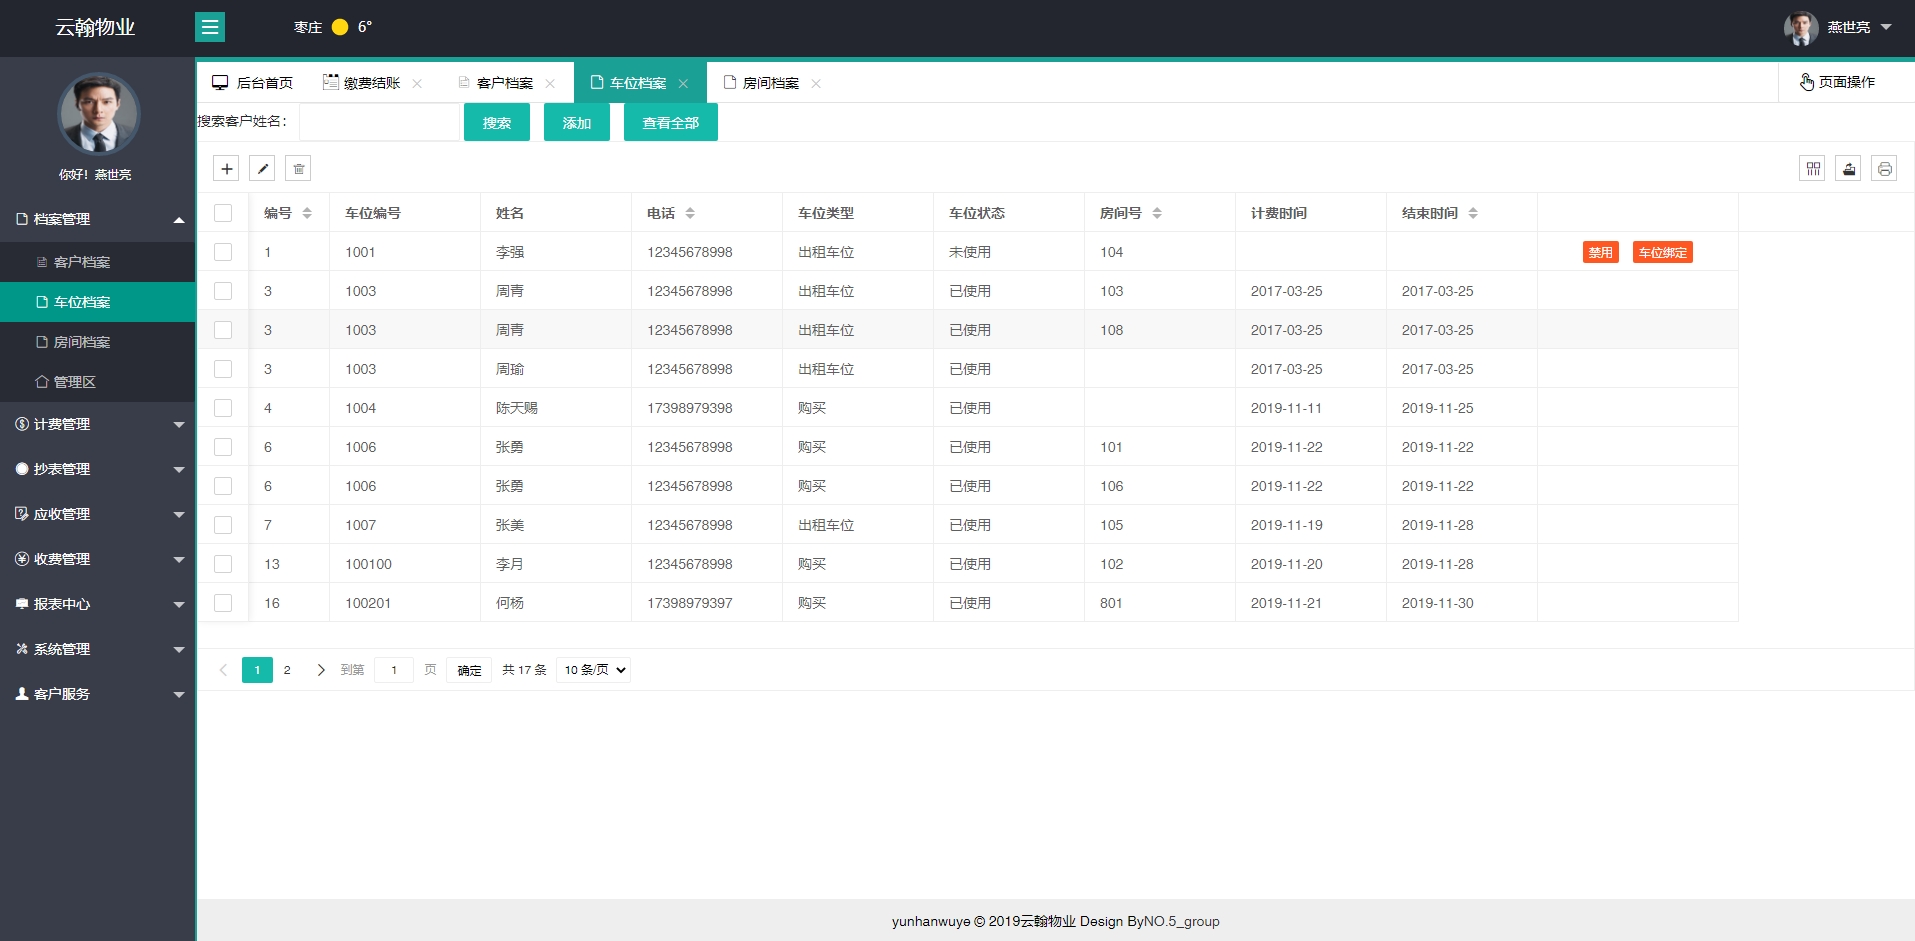 云翰物业
枣庄 6°
燕世亮
你好！燕世亮
档案管理
客户档案
车位档案
房间档案
管理区
计费管理
抄表管理
应收管理
收费管理
报表中心
系统管理
客户服务
后台首页 缴费结账 客户档案 车位档案 房间档案 页面操作
搜索客户姓名： 搜索 添加 查看全部
编号 车位编号 姓名 电话 车位类型 车位状态 房间号 计费时间 结束时间
1 1001 李强 12345678998 出租车位 未使用 104 禁用 车位绑定
3 1003 周青 12345678998 出租车位 已使用 103 2017-03-25 2017-03-25
3 1003 周青 12345678998 出租车位 已使用 108 2017-03-25 2017-03-25
3 1003 周瑜 12345678998 出租车位 已使用 2017-03-25 2017-03-25
4 1004 陈天赐 17398979398 购买 已使用 2019-11-11 2019-11-25
6 1006 张勇 12345678998 购买 已使用 101 2019-11-22 2019-11-22
6 1006 张勇 12345678998 购买 已使用 106 2019-11-22 2019-11-22
7 1007 张美 12345678998 出租车位 已使用 105 2019-11-19 2019-11-28
13 100100 李月 12345678998 购买 已使用 102 2019-11-20 2019-11-28
16 100201 何杨 17398979397 购买 已使用 801 2019-11-21 2019-11-30
1 2 到第 1 页 确定 共 17 条 10 条/页
yunhanwuye © 2019云翰物业 Design ByNO.5_group